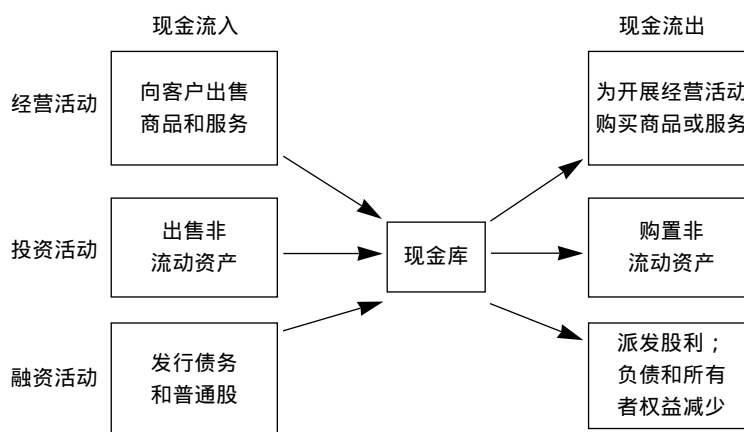 现金流入
现金流出
经营活动
向客户出售
商品和服务
为开展经营活动
购买商品或服务
投资活动
出售非
流动资产
现金库
购置非
流动资产
融资活动
发行债务
和普通股
派发股利；
负债和所有
者权益减少